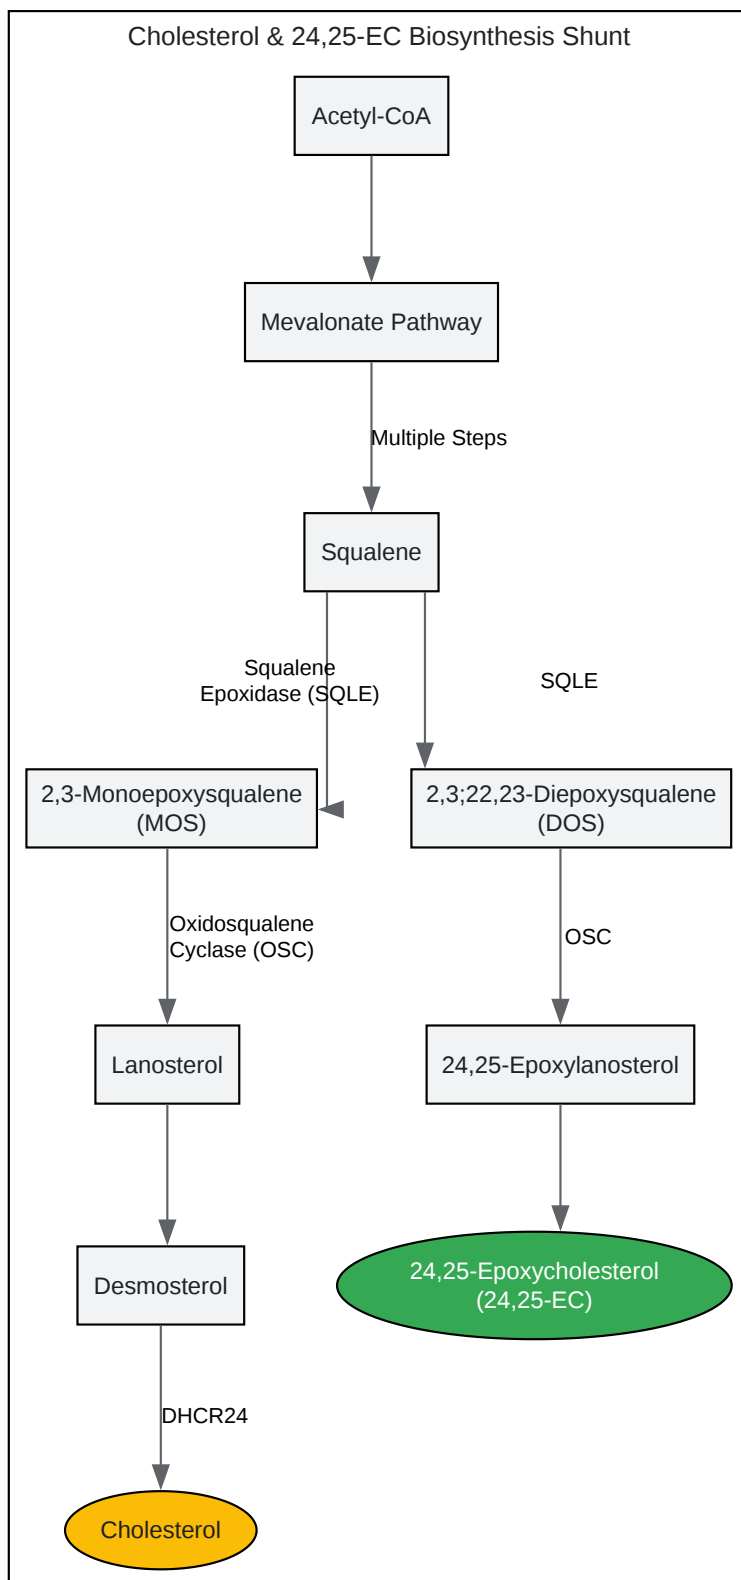 Cholesterol & 24,25-EC Biosynthesis Shunt
Acetyl-CoA
Mevalonate Pathway
Multiple Steps
Squalene
Squalene
Epoxidase (SQLE)
SQLE
2,3-Monoepoxysqualene
(MOS)
2,3;22,23-Diepoxysqualene
(DOS)
Oxidosqualene
Cyclase (OSC)
OSC
Lanosterol
24,25-Epoxylanosterol
Desmosterol
24,25-Epoxycholesterol
(24,25-EC)
DHCR24
Cholesterol